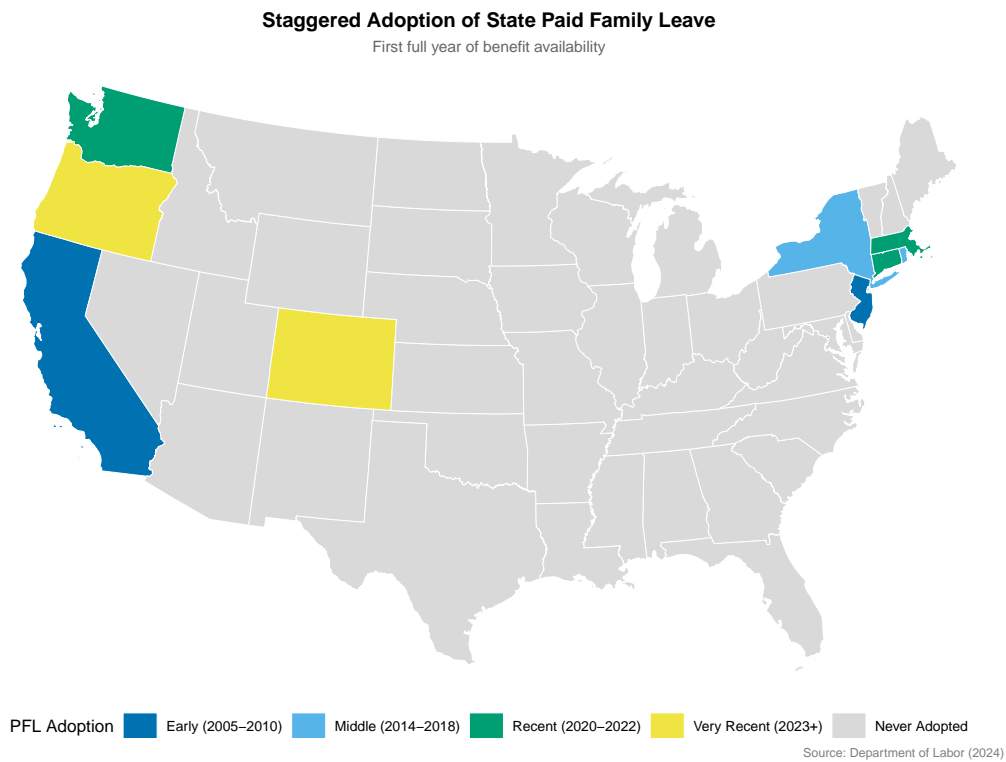 Staggered Adoption of State Paid Family Leave
First full year of benefit availability
PFL Adoption Early (2005–2010) Middle (2014–2018) Recent (2020–2022) Very Recent (2023+) Never Adopted
Source: Department of Labor (2024)